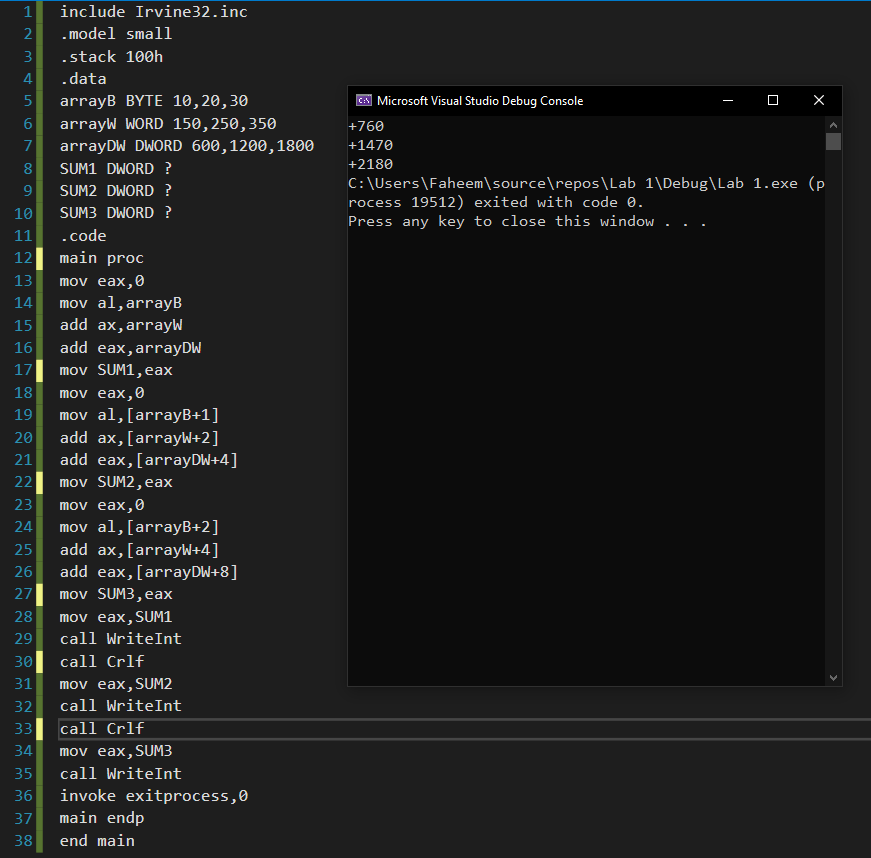 1 include Irvine32.inc
2 .model small
3 .stack 100h
4 .data
5 arrayB BYTE 10,20,30
6 arrayW WORD 150,250,350
7 arrayDW DWORD 600,1200,1800
8 SUM1 DWORD ?
9 SUM2 DWORD ?
10 SUM3 DWORD ?
11 .code
12 main proc
13 mov eax,0
14 mov al,arrayB
15 add ax,arrayW
16 add eax,arrayDW
17 mov SUM1,eax
18 mov eax,0
19 mov al,[arrayB+1]
20 add ax,[arrayW+2]
21 add eax,[arrayDW+4]
22 mov SUM2,eax
23 mov eax,0
24 mov al,[arrayB+2]
25 add ax,[arrayW+4]
26 add eax,[arrayDW+8]
27 mov SUM3,eax
28 mov eax,SUM1
29 call WriteInt
30 call Crlf
31 mov eax,SUM2
32 call WriteInt
33 call Crlf
34 mov eax,SUM3
35 call WriteInt
36 invoke exitprocess,0
37 main endp
38 end main
C:\ Microsoft Visual Studio Debug Console
+760
+1470
+2180
C:\Users\Faheem\source\repos\Lab 1\Debug\Lab 1.exe (p
rocess 19512) exited with code 0.
Press any key to close this window . . .